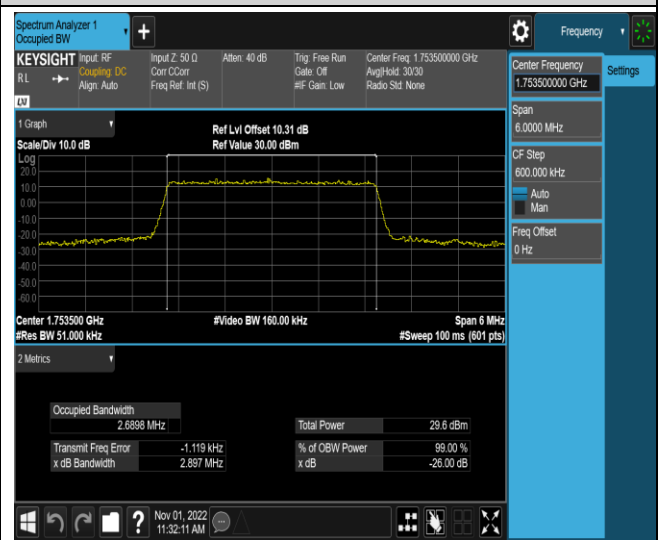 Spectrum Analyzer 1
Occupied BW
Frequency
KEYSIGHT
RL
LXI
Input: RF
Coupling: DC
Align: Auto
Input Z: 50 Ω
Corr CCorr
Freq Ref: Int (S)
Atten: 40 dB
Trig: Free Run
Gate: Off
#IF Gain: Low
Center Freq: 1.753500000 GHz
Avg|Hold: 30/30
Radio Std: None
Center Frequency
1.753500000 GHz
Settings
Span
6.0000 MHz
CF Step
600.000 kHz
Auto
Man
Freq Offset
0 Hz
1 Graph
Scale/Div 10.0 dB
Ref Lvl Offset 10.31 dB
Ref Value 30.00 dBm
Log
20.0
10.0
0.00
-10.0
-20.0
-30.0
-40.0
-50.0
-60.0
Center 1.753500 GHz
#Video BW 160.00 kHz
Span 6 MHz
#Res BW 51.000 kHz
#Sweep 100 ms (601 pts)
2 Metrics
Occupied Bandwidth
2.6898 MHz
Total Power 29.6 dBm
Transmit Freq Error -1.119 kHz
% of OBW Power 99.00 %
x dB Bandwidth 2.897 MHz
x dB -26.00 dB
Nov 01, 2022
11:32:11 AM